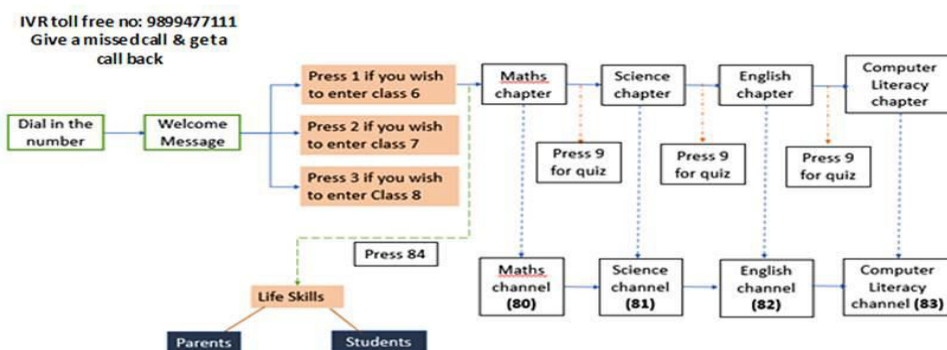 IVR toll free no: 9899477111
Give a missed call & get a
call back
Dial in the
number
Welcome
Message
Press 1 if you wish
to enter class 6
Press 2 if you wish
to enter class 7
Press 3 if you wish
to enter Class 8
Maths
chapter
Science
chapter
English
chapter
Computer
Literacy
chapter
Press 9
for quiz
Press 9
for quiz
Press 9
for quiz
Press 84
Maths
channel
(80)
Science
channel
(81)
English
channel
(82)
Computer
Literacy
channel (83)
Life Skills
Parents
Students